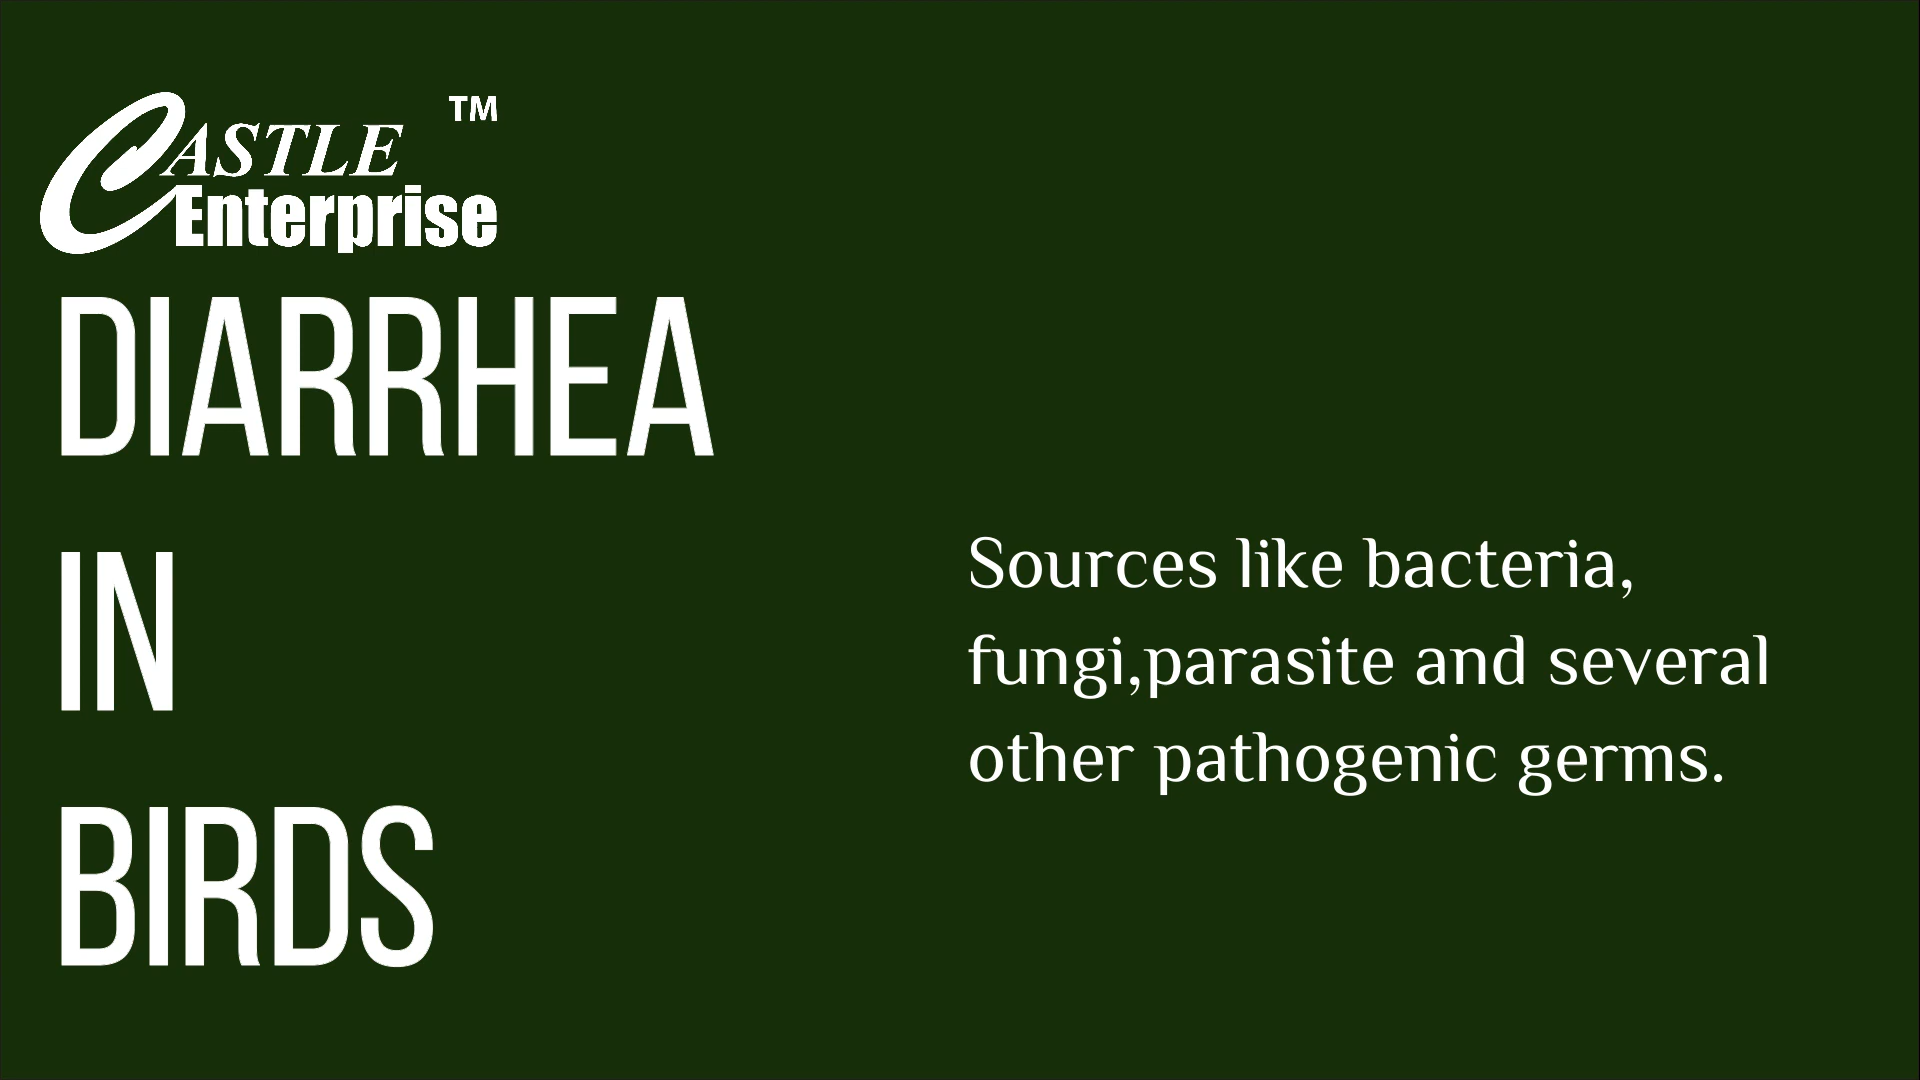 CASTLE TM
Enterprise
DIARRHEA
IN
BIRDS
Sources like bacteria,
fungi,parasite and several
other pathogenic germs.